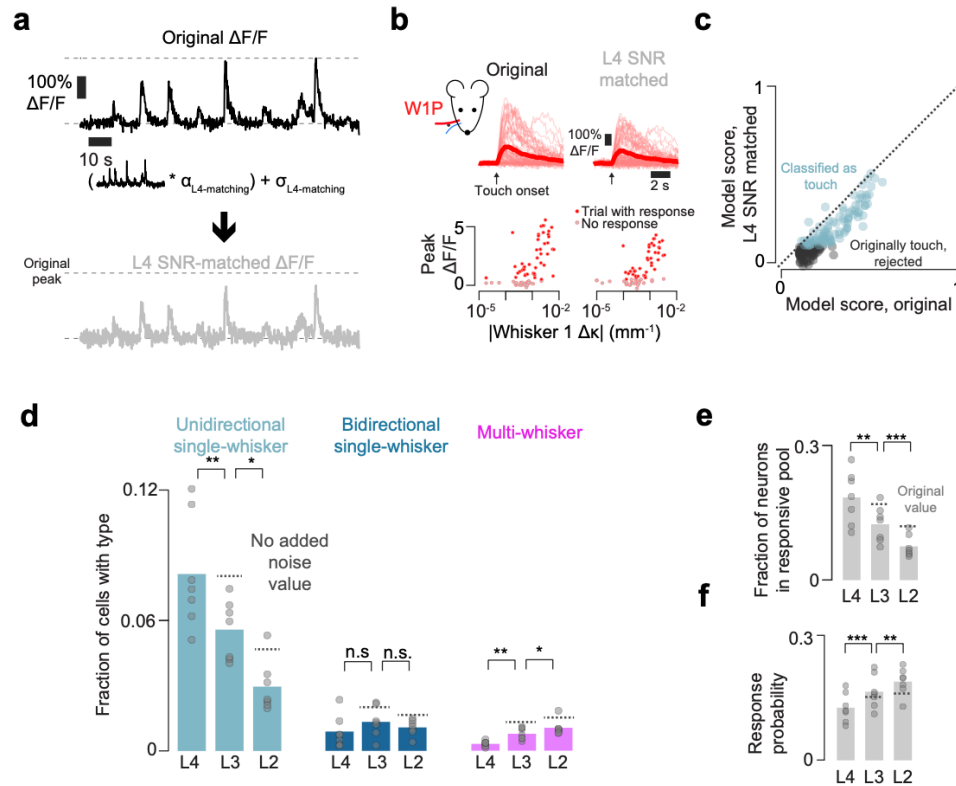 a
Original ΔF/F
100%
ΔF/F
10 s
( * αL4-matching) + σL4-matching
Original
peak
L4 SNR-matched ΔF/F
b
Original
L4 SNR
matched
W1P
100%
ΔF/F
2 s
Touch onset
Trial with response
No response
Peak
ΔF/F
5
0
10⁻⁵
10⁻²
10⁻⁵
10⁻²
|Whisker 1 Δκ| (mm⁻¹)
c
Model score,
L4 SNR matched
1
0
Classified as
touch
Originally touch,
rejected
0
1
Model score, original
d
Unidirectional
single-whisker
Bidirectional
single-whisker
Multi-whisker
Fraction of cells with type
0.12
0.06
0
** *
No added
noise
value
n.s n.s.
** *
L4 L3 L2
L4 L3 L2
L4 L3 L2
e
Fraction of neurons
in responsive pool
0.3
0
** ***
Original
value
L4 L3 L2
f
Response
probability
0.3
0
*** **
L4 L3 L2